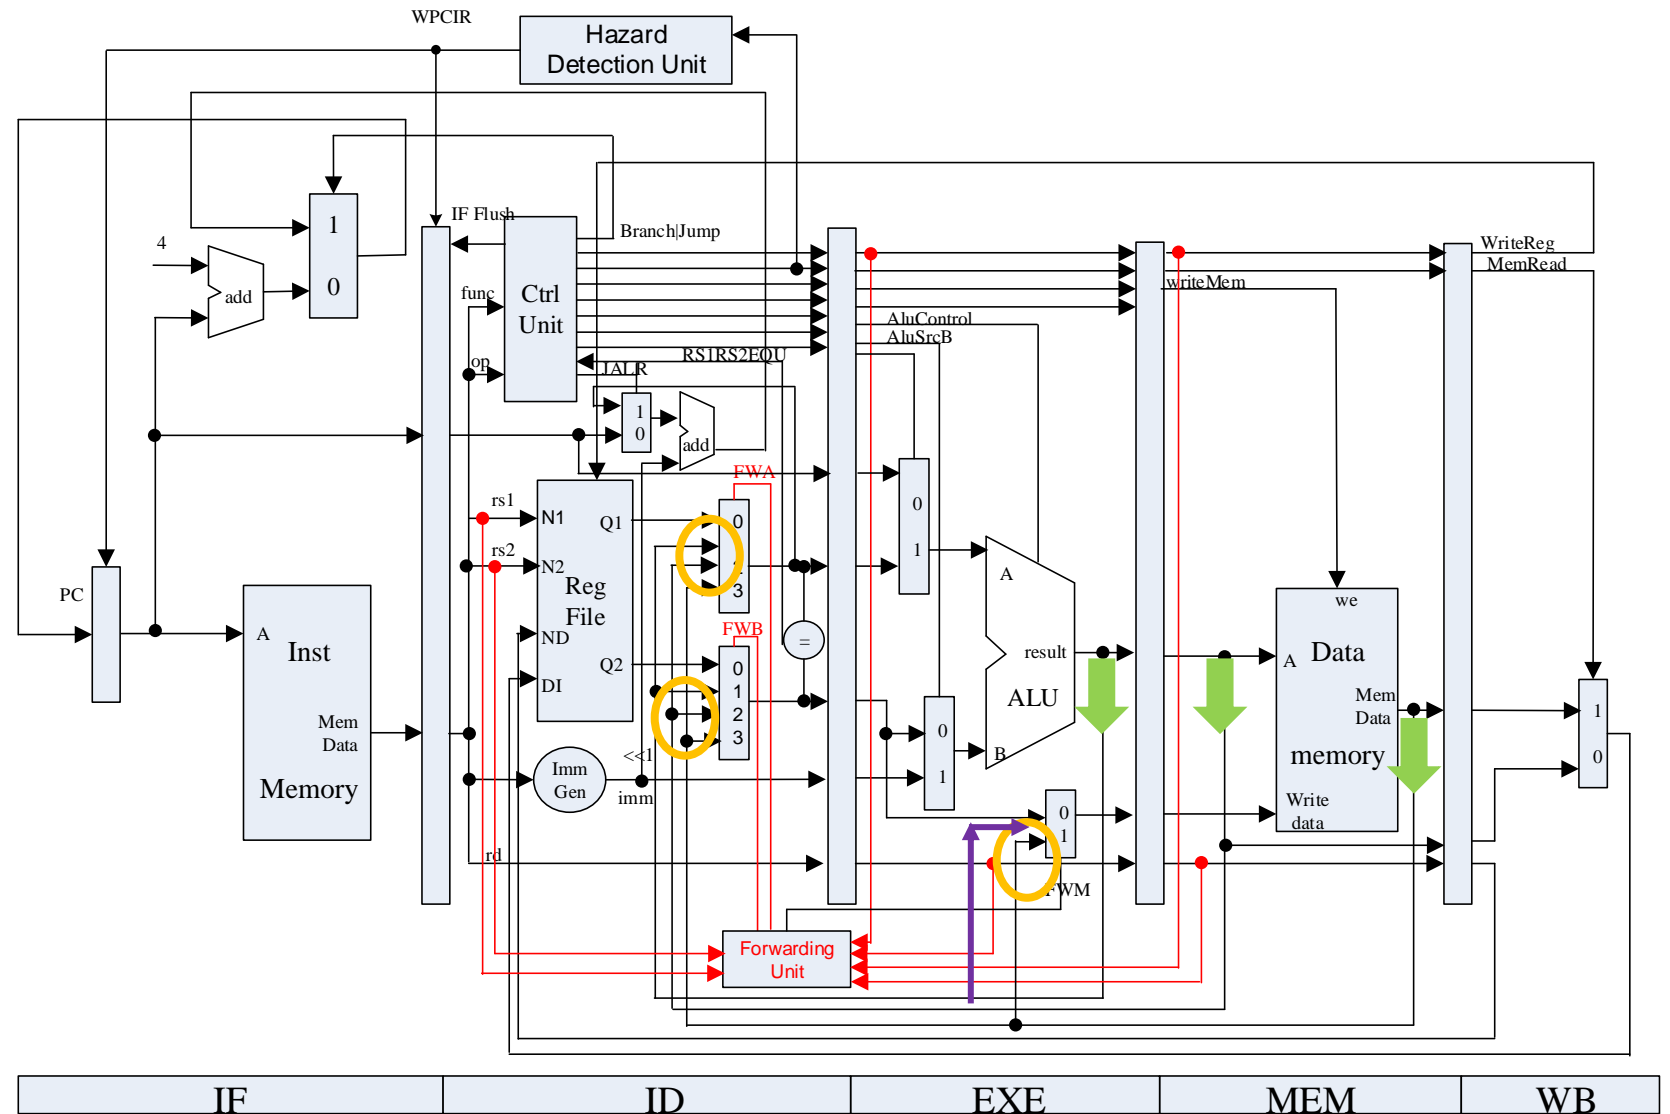 WPCIR
Hazard
Detection Unit
IF Flush
Branch|Jump
WriteReg
MemRead
4
1
0
add
func
Ctrl
Unit
op
writeMem
AluControl
AluSrcB
RS1RS2EQU
JALR
1
0
add
FWA
rs1
N1
Q1
0
2
3
rs2
N2
Reg
File
ND
DI
Q2
FWB
0
1
2
3
=
0
1
A
result
ALU
B
0
1
PC
A
Inst
Memory
Mem
Data
we
A
Data
memory
Mem
Data
Write
data
1
0
<<1
Imm
Gen
imm
rd
0
1
FWM
Forwarding
Unit
IF
ID
EXE
MEM
WB